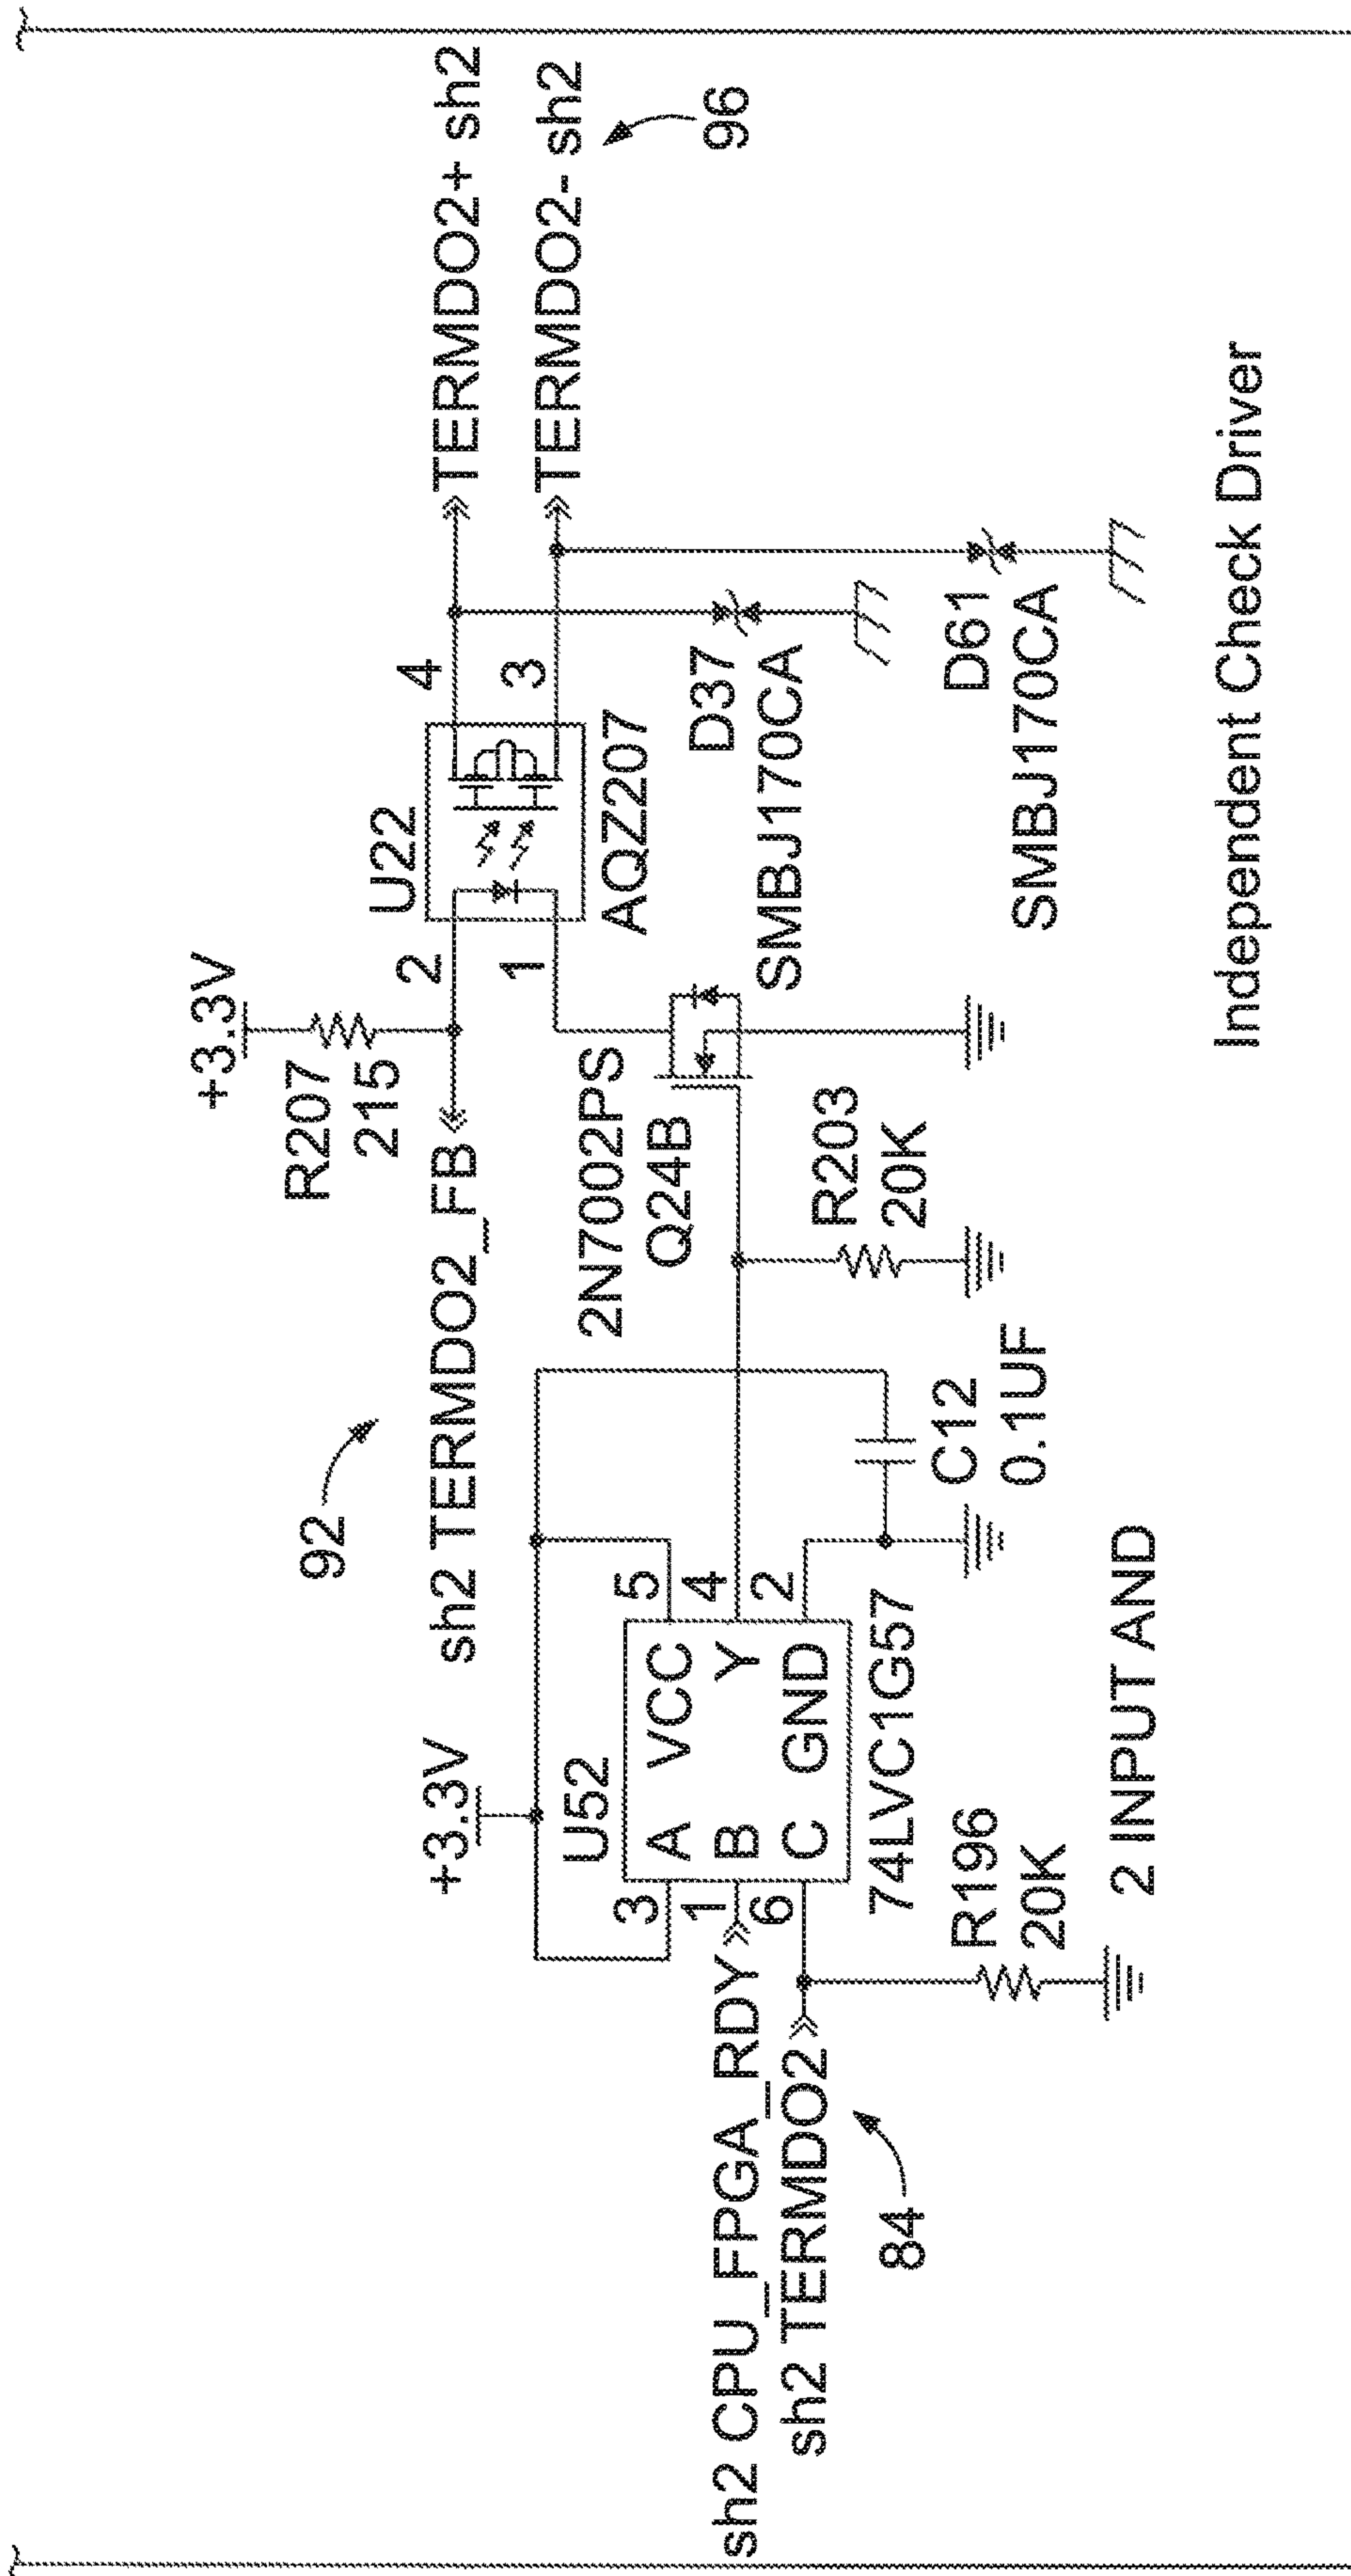 +3.3V
R207
215
92
sh2 TERMDO2_FB
2
1
U22
AQZ207
4
3
TERMDO2+ sh2
TERMDO2- sh2
96
+3.3V
U52
3
1
6
A VCC
B Y
C GND
5
4
2
74LVC1G57
sh2 CPU_FPGA_RDY
sh2 TERMDO2
84
R196
20K
2 INPUT AND
C12
0.1UF
2N7002PS
Q24B
R203
20K
D37
SMBJ170CA
D61
SMBJ170CA
Independent Check Driver